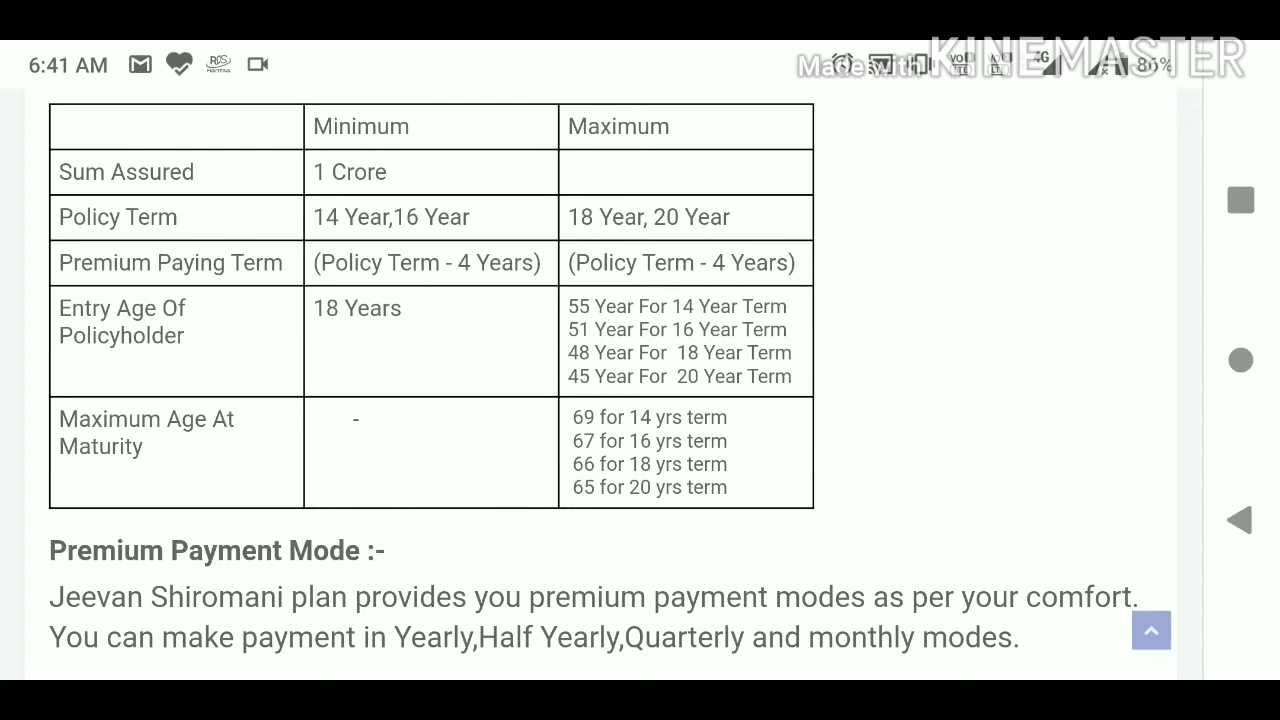 6:41 AM
RDS
Made with KINEMASTER
4G
86%
Minimum Maximum
Sum Assured 1 Crore
Policy Term 14 Year,16 Year 18 Year, 20 Year
Premium Paying Term (Policy Term - 4 Years) (Policy Term - 4 Years)
Entry Age Of
Policyholder
18 Years
55 Year For 14 Year Term
51 Year For 16 Year Term
48 Year For 18 Year Term
45 Year For 20 Year Term
Maximum Age At
Maturity
-
69 for 14 yrs term
67 for 16 yrs term
66 for 18 yrs term
65 for 20 yrs term
Premium Payment Mode :-
Jeevan Shiromani plan provides you premium payment modes as per your comfort.
You can make payment in Yearly,Half Yearly,Quarterly and monthly modes.